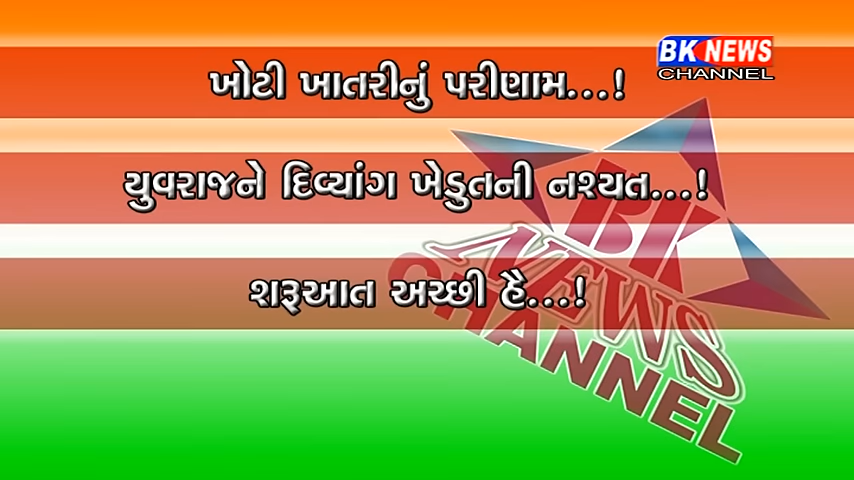 BK NEWS
CHANNEL
ખોટી ખાતરીનું પરીણામ...!
યુવરાજને દિવ્યાંગ ખેડુતની નશ્યત...!
શરૂઆત અચ્છી હૈ...!
BK
NEWS
CHANNEL